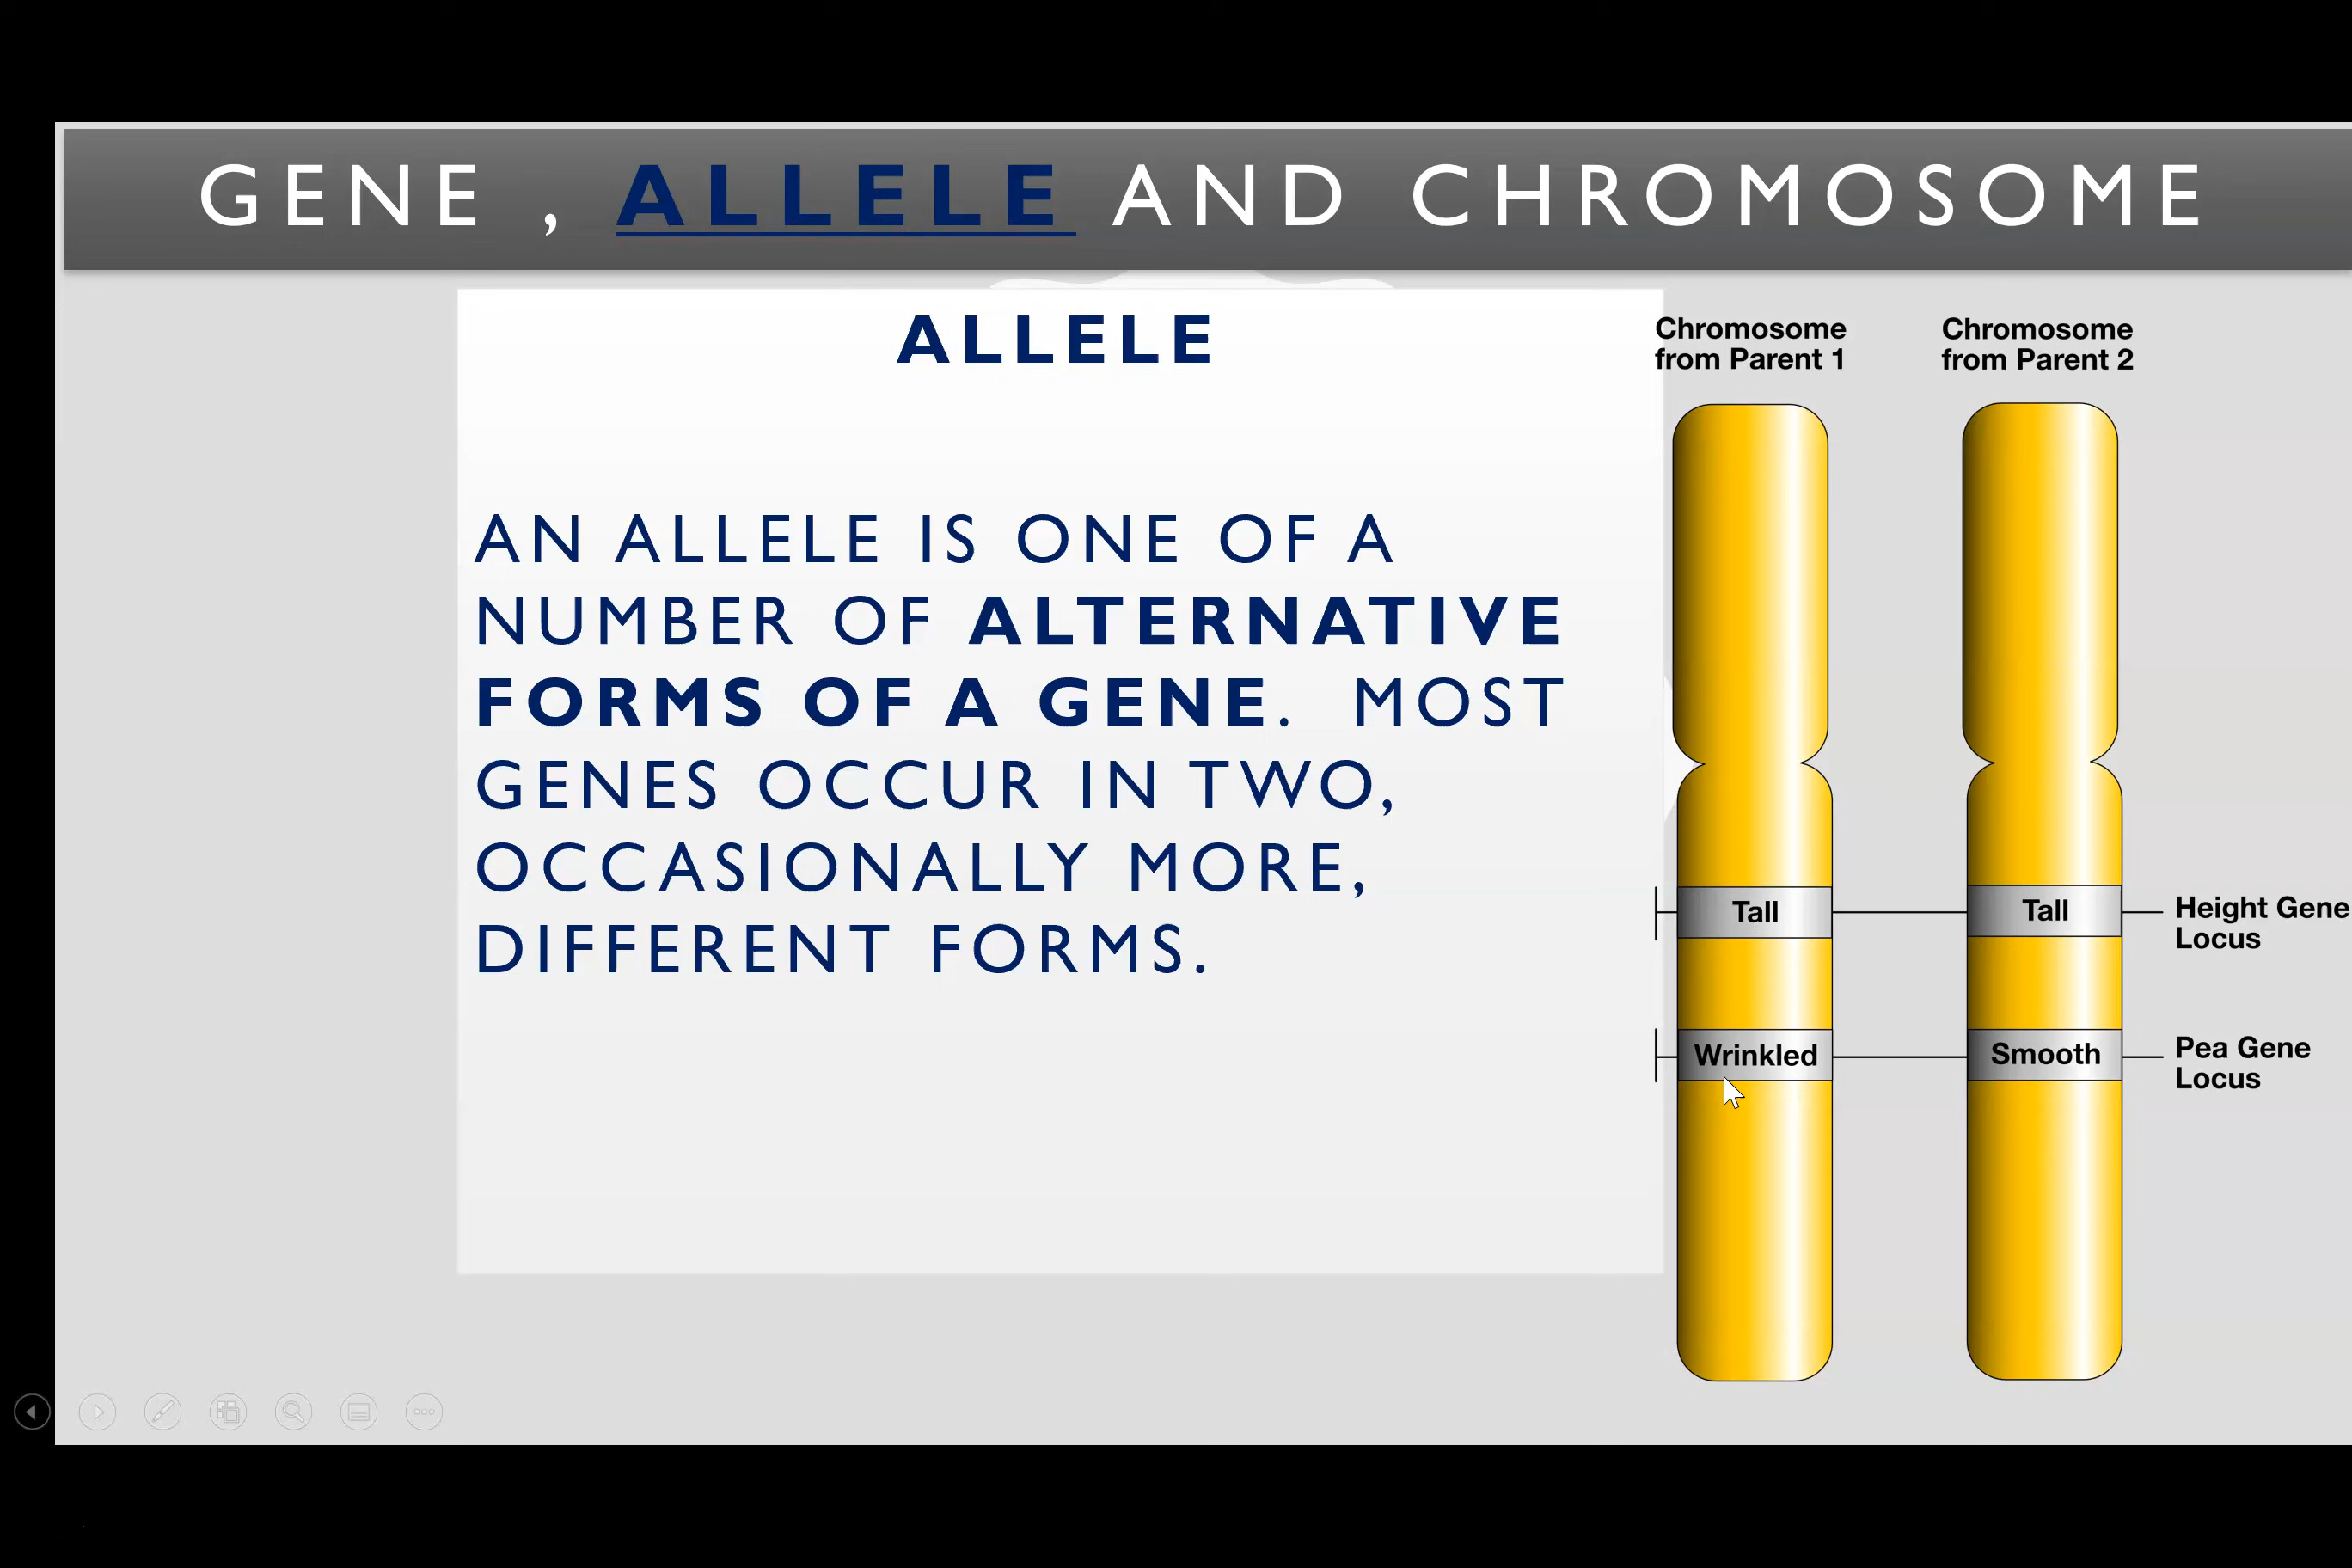 GENE , ALLELE AND CHROMOSOME
ALLELE
AN ALLELE IS ONE OF A
NUMBER OF ALTERNATIVE
FORMS OF A GENE. MOST
GENES OCCUR IN TWO,
OCCASIONALLY MORE,
DIFFERENT FORMS.
Chromosome
from Parent 1
Chromosome
from Parent 2
Tall
Tall
Height Gene
Locus
Wrinkled
Smooth
Pea Gene
Locus